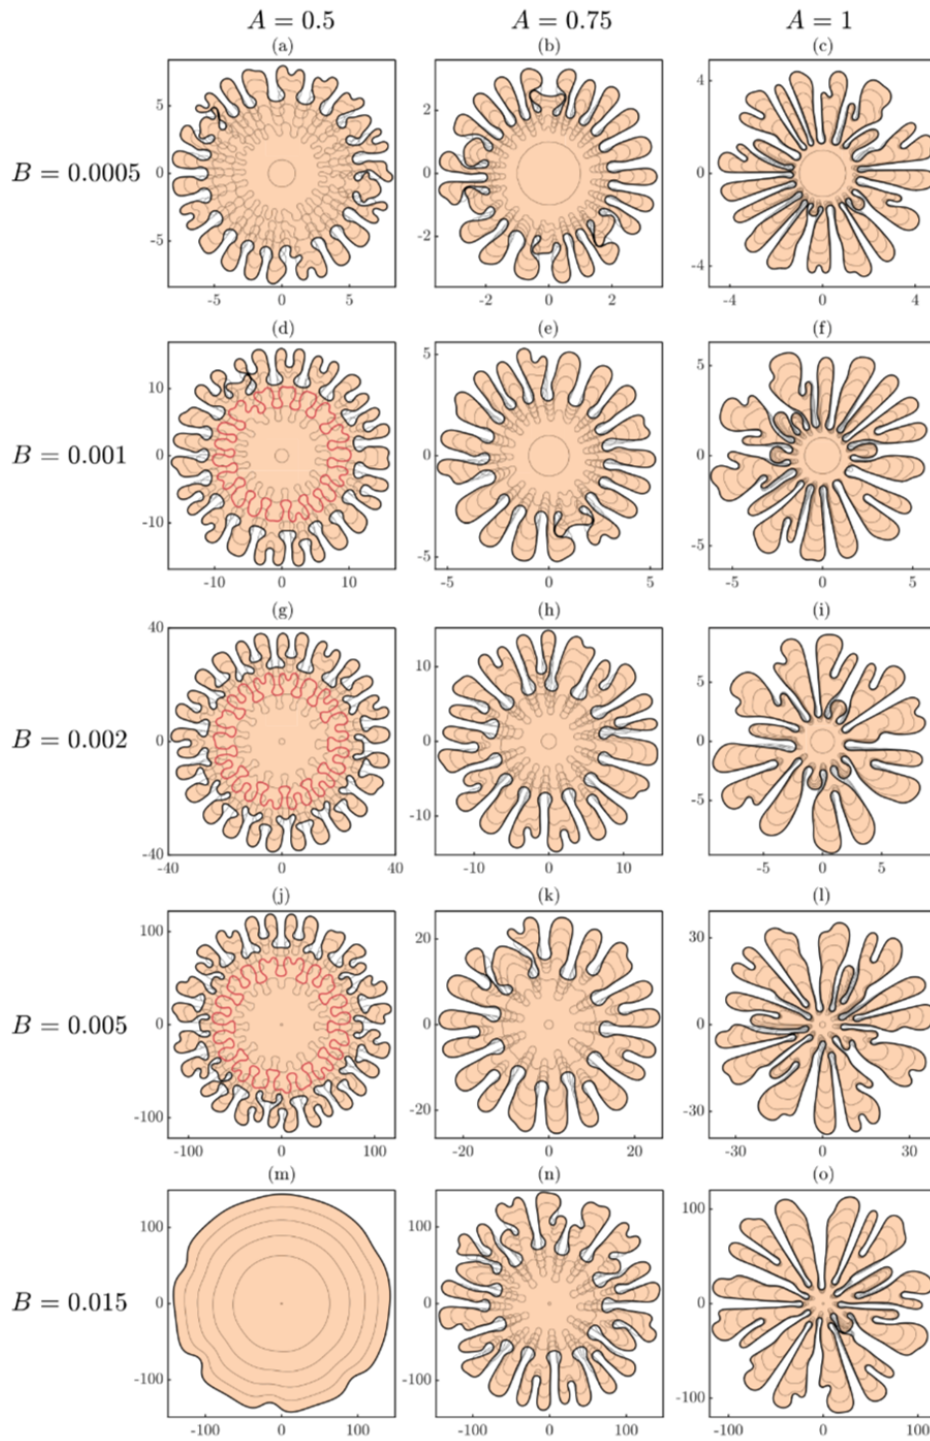 A = 0.5 A = 0.75 A = 1
(a) (b) (c)
B = 0.0005
5
0
-5
-5 0 5
2
0
-2
-2 0 2
4
0
-4
-4 0 4
(d) (e) (f)
B = 0.001
10
0
-10
-10 0 10
5
0
-5
-5 0 5
5
0
-5
-5 0 5
(g) (h) (i)
B = 0.002
40
0
-40
-40 0 40
10
0
-10
-10 0 10
5
0
-5
-5 0 5
(j) (k) (l)
B = 0.005
100
0
-100
-100 0 100
20
0
-20
-20 0 20
30
0
-30
-30 0 30
(m) (n) (o)
B = 0.015
100
0
-100
-100 0 100
100
0
-100
-100 0 100
100
0
-100
-100 0 100